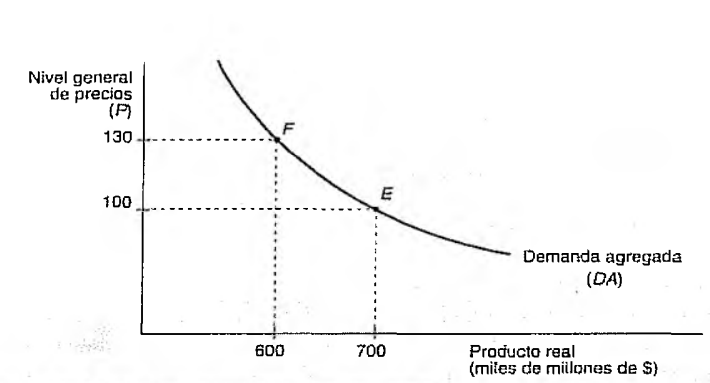 Nivel general
de precios
(P)
130
F
100
E
Demanda agregada
(DA)
600
700
Producto real
(miles de millones de $)